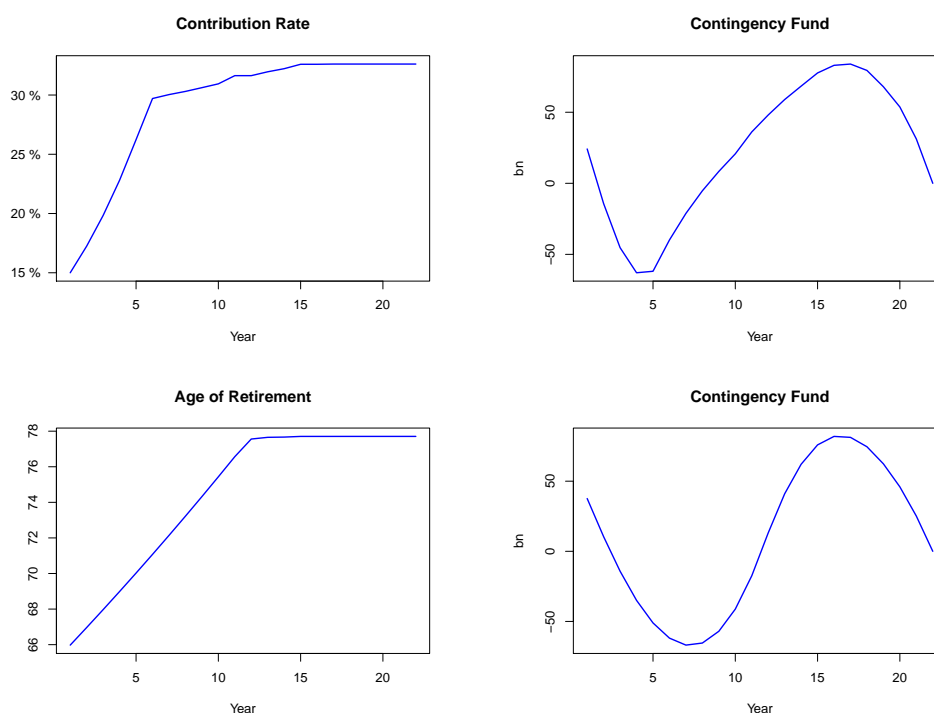 Contribution Rate
30 %
25 %
20 %
15 %
5 10 15 20
Year
Contingency Fund
bn
50
0
−50
5 10 15 20
Year
Age of Retirement
78
76
74
72
70
68
66
5 10 15 20
Year
Contingency Fund
bn
50
0
−50
5 10 15 20
Year